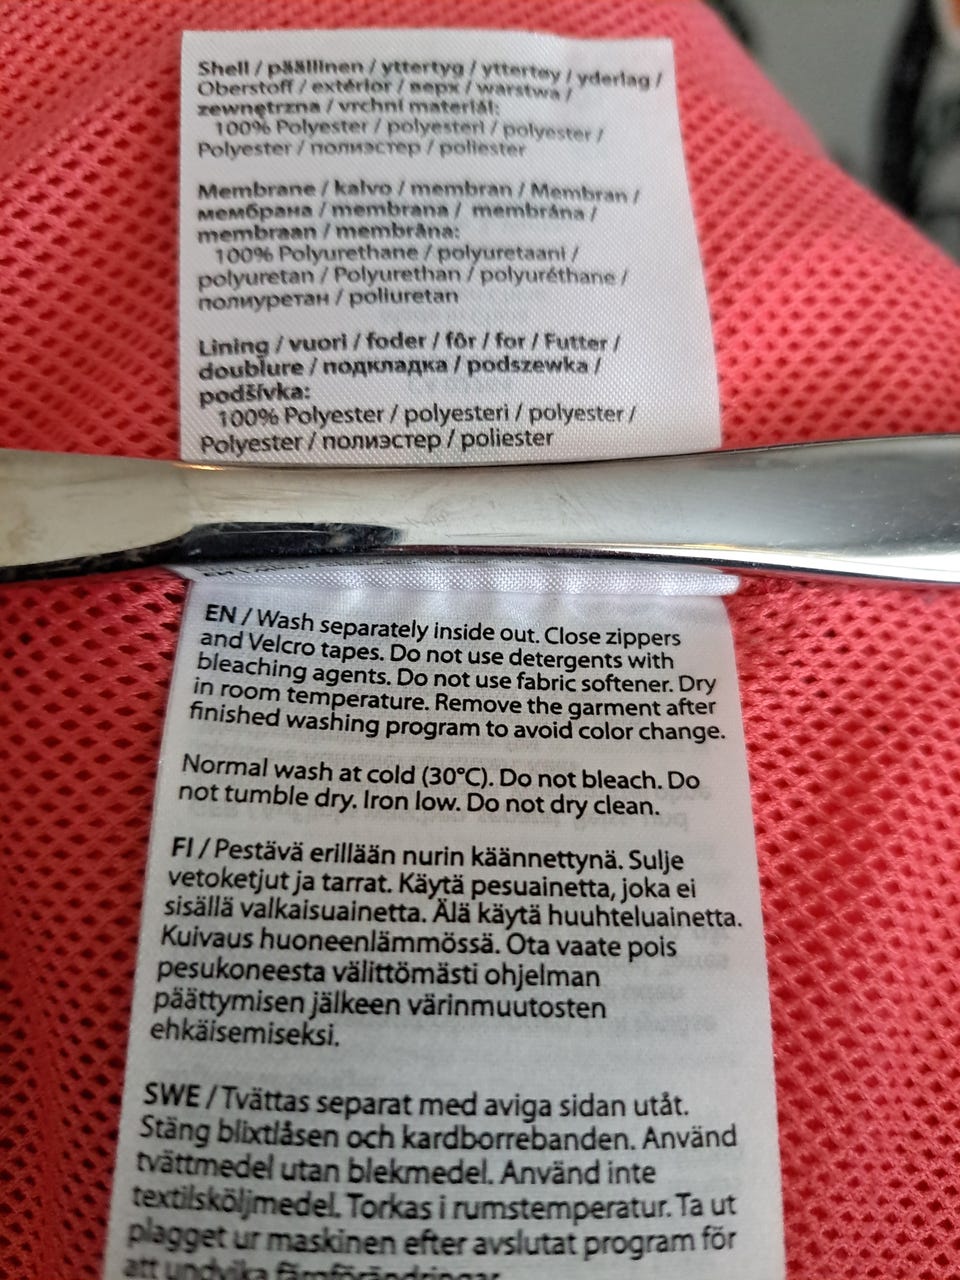 Shell / päällinen / yttertyg / yttertøy / yderlag /
Oberstoff / extérior / верх / warstwa /
zewnętrzna / vrchní materiál:
100% Polyester / polyesteri / polyester /
Polyester / полиэстер / poliester
Membrane / kalvo / membran / Membran /
мембрана / membrana / membrána /
membraan / membrāna:
100% Polyurethane / polyuretaani /
polyuretan / Polyurethan / polyuréthane /
полиуретан / poliuretan
Lining / vuori / foder / fôr / for / Futter /
doublure / подкладка / podszewka /
podšívka:
100% Polyester / polyesteri / polyester /
Polyester / полиэстер / poliester
EN / Wash separately inside out. Close zippers
and Velcro tapes. Do not use detergents with
bleaching agents. Do not use fabric softener. Dry
in room temperature. Remove the garment after
finished washing program to avoid color change.
Normal wash at cold (30°C). Do not bleach. Do
not tumble dry. Iron low. Do not dry clean.
FI / Pestävä erillään nurin käännettynä. Sulje
vetoketjut ja tarrat. Käytä pesuainetta, joka ei
sisällä valkaisuainetta. Älä käytä huuhteluainetta.
Kuivaus huoneenlämmössä. Ota vaate pois
pesukoneesta välittömästi ohjelman
päättymisen jälkeen värinmuutosten
ehkäisemiseksi.
SWE / Tvättas separat med aviga sidan utåt.
Stäng blixtlåsen och kardborrebanden. Använd
tvättmedel utan blekmedel. Använd inte
textilsköljmedel. Torkas i rumstemperatur. Ta ut
plagget ur maskinen efter avslutat program för
att undvika färgförändringar.